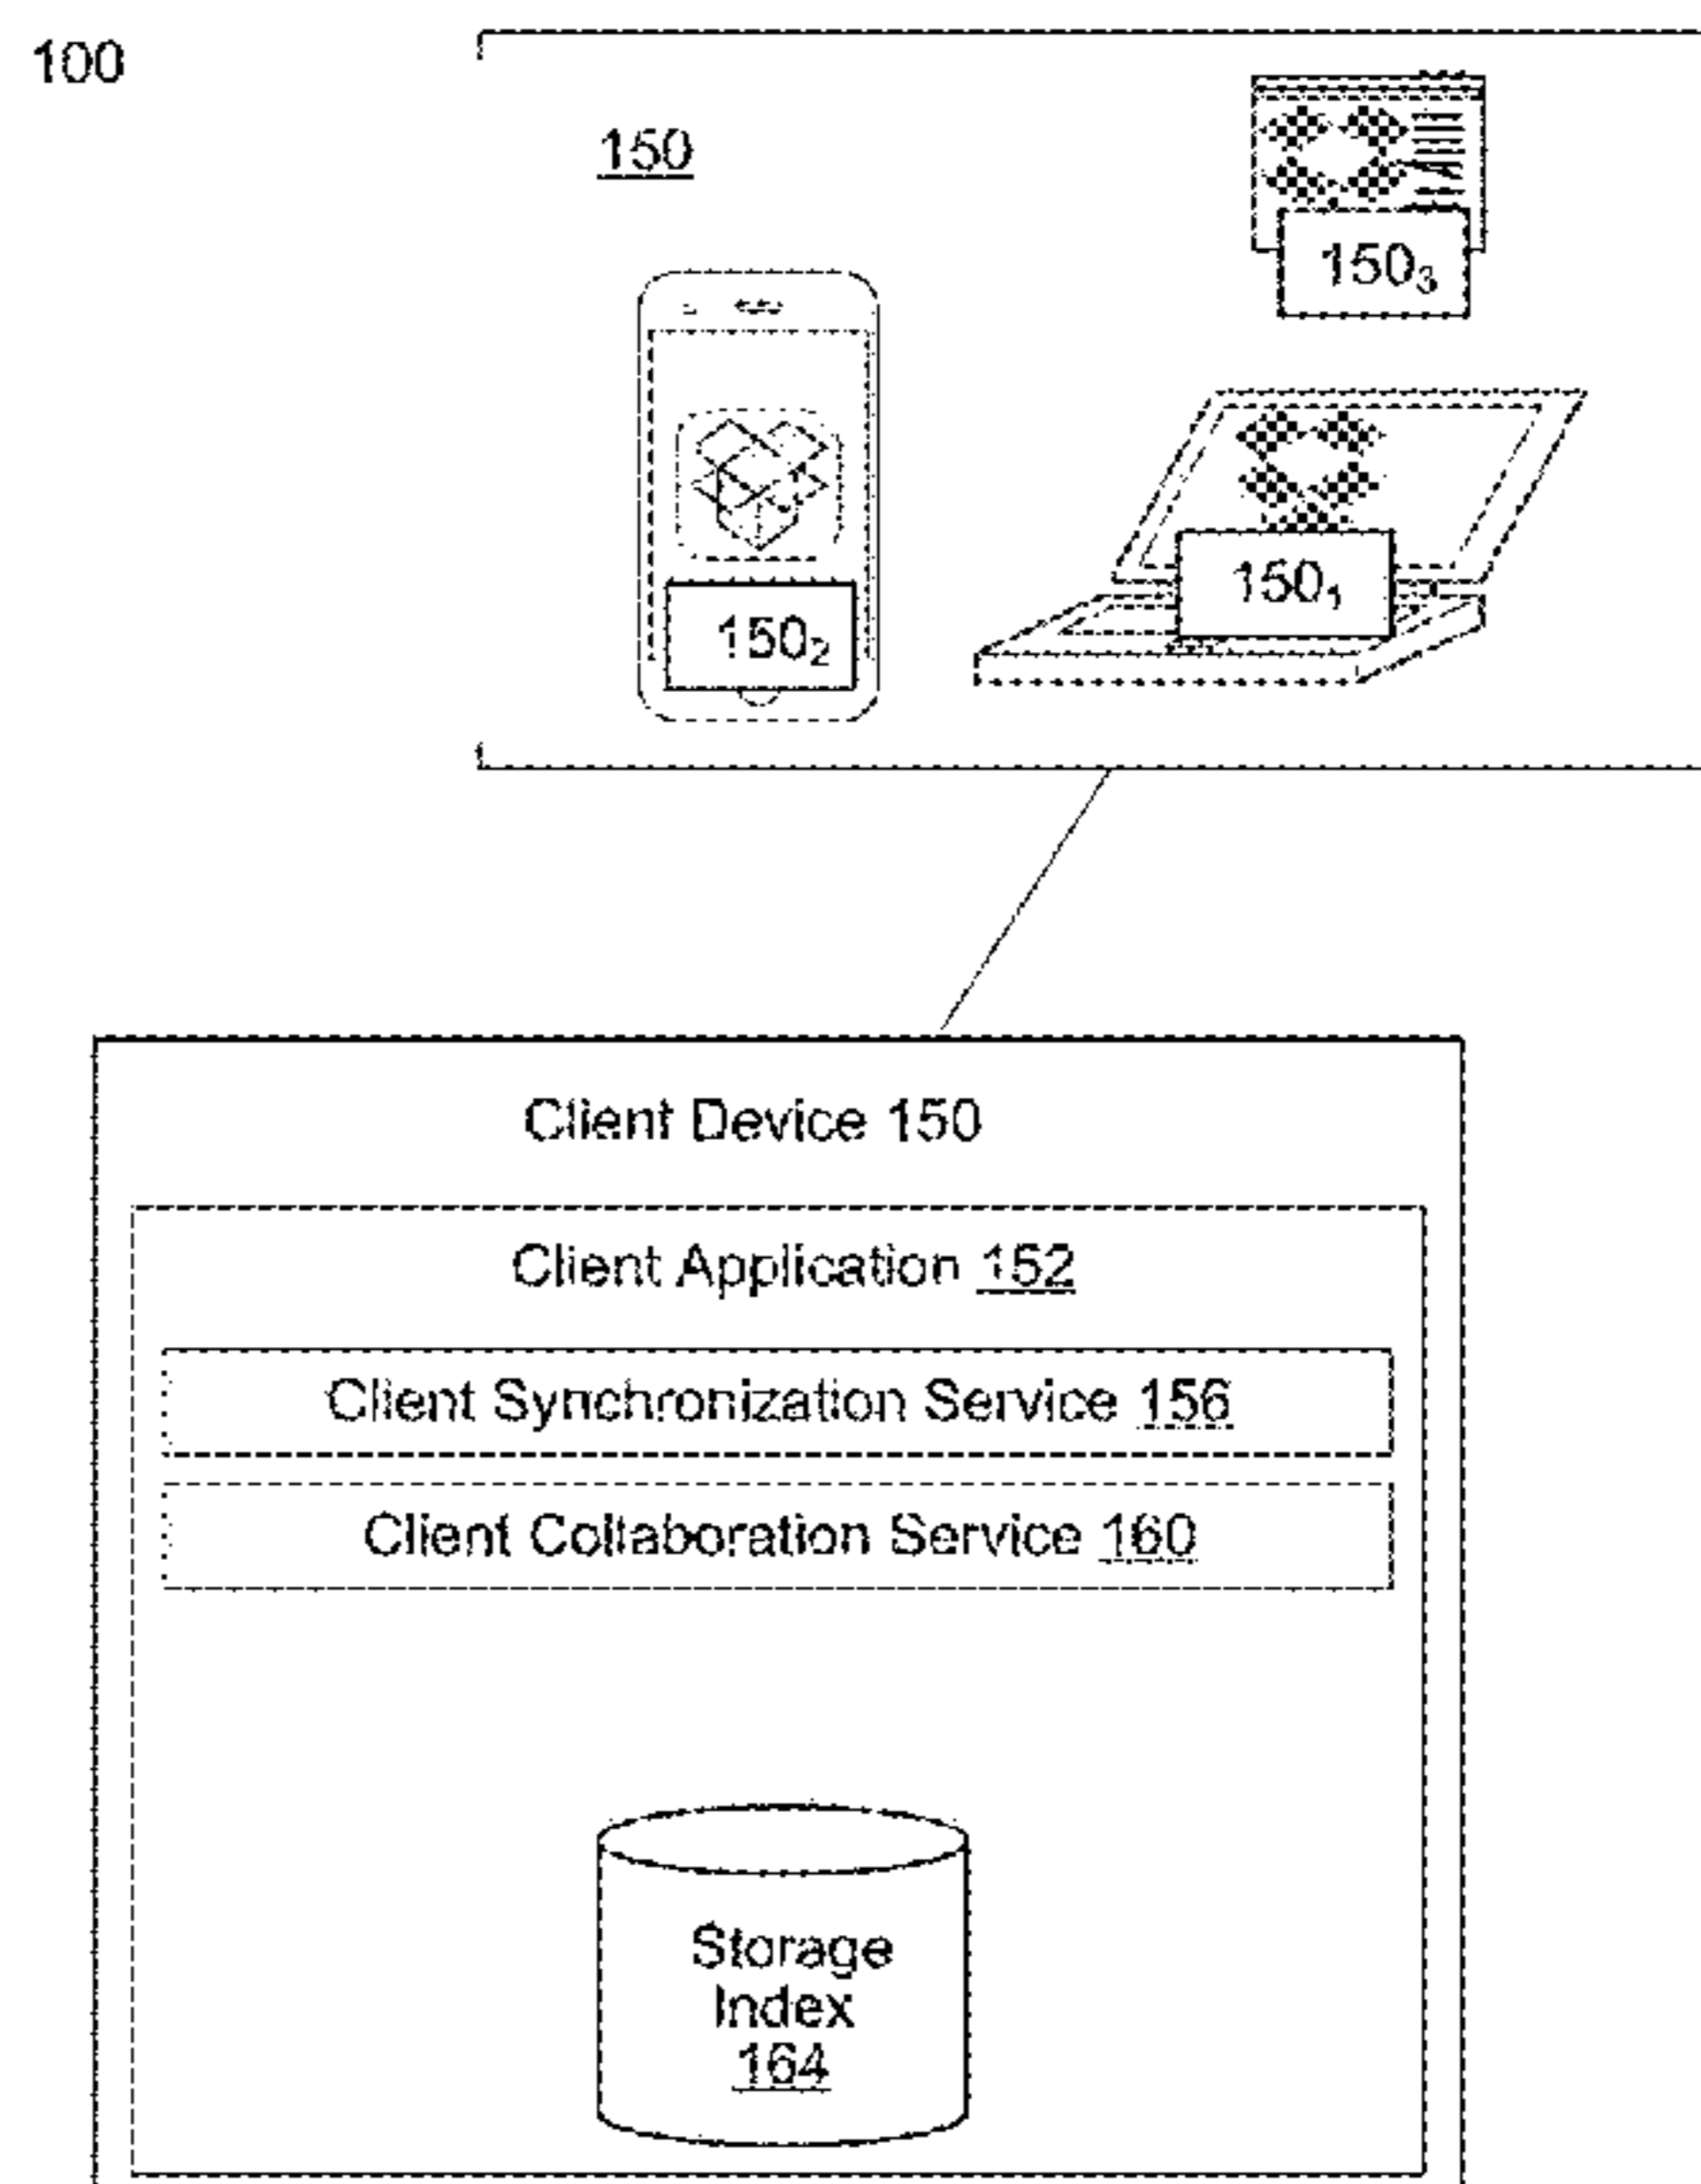 100
150
150₃
150₁
150₂
Client Device 150
Client Application 152
Client Synchronization Service 156
Client Collaboration Service 160
Storage
Index
164